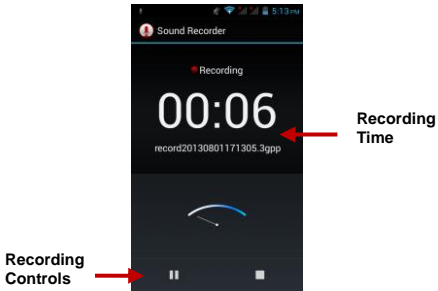 5:13 PM
Sound Recorder
Recording
00:06
record20130801171305.3gpp
Recording
Time
Recording
Controls